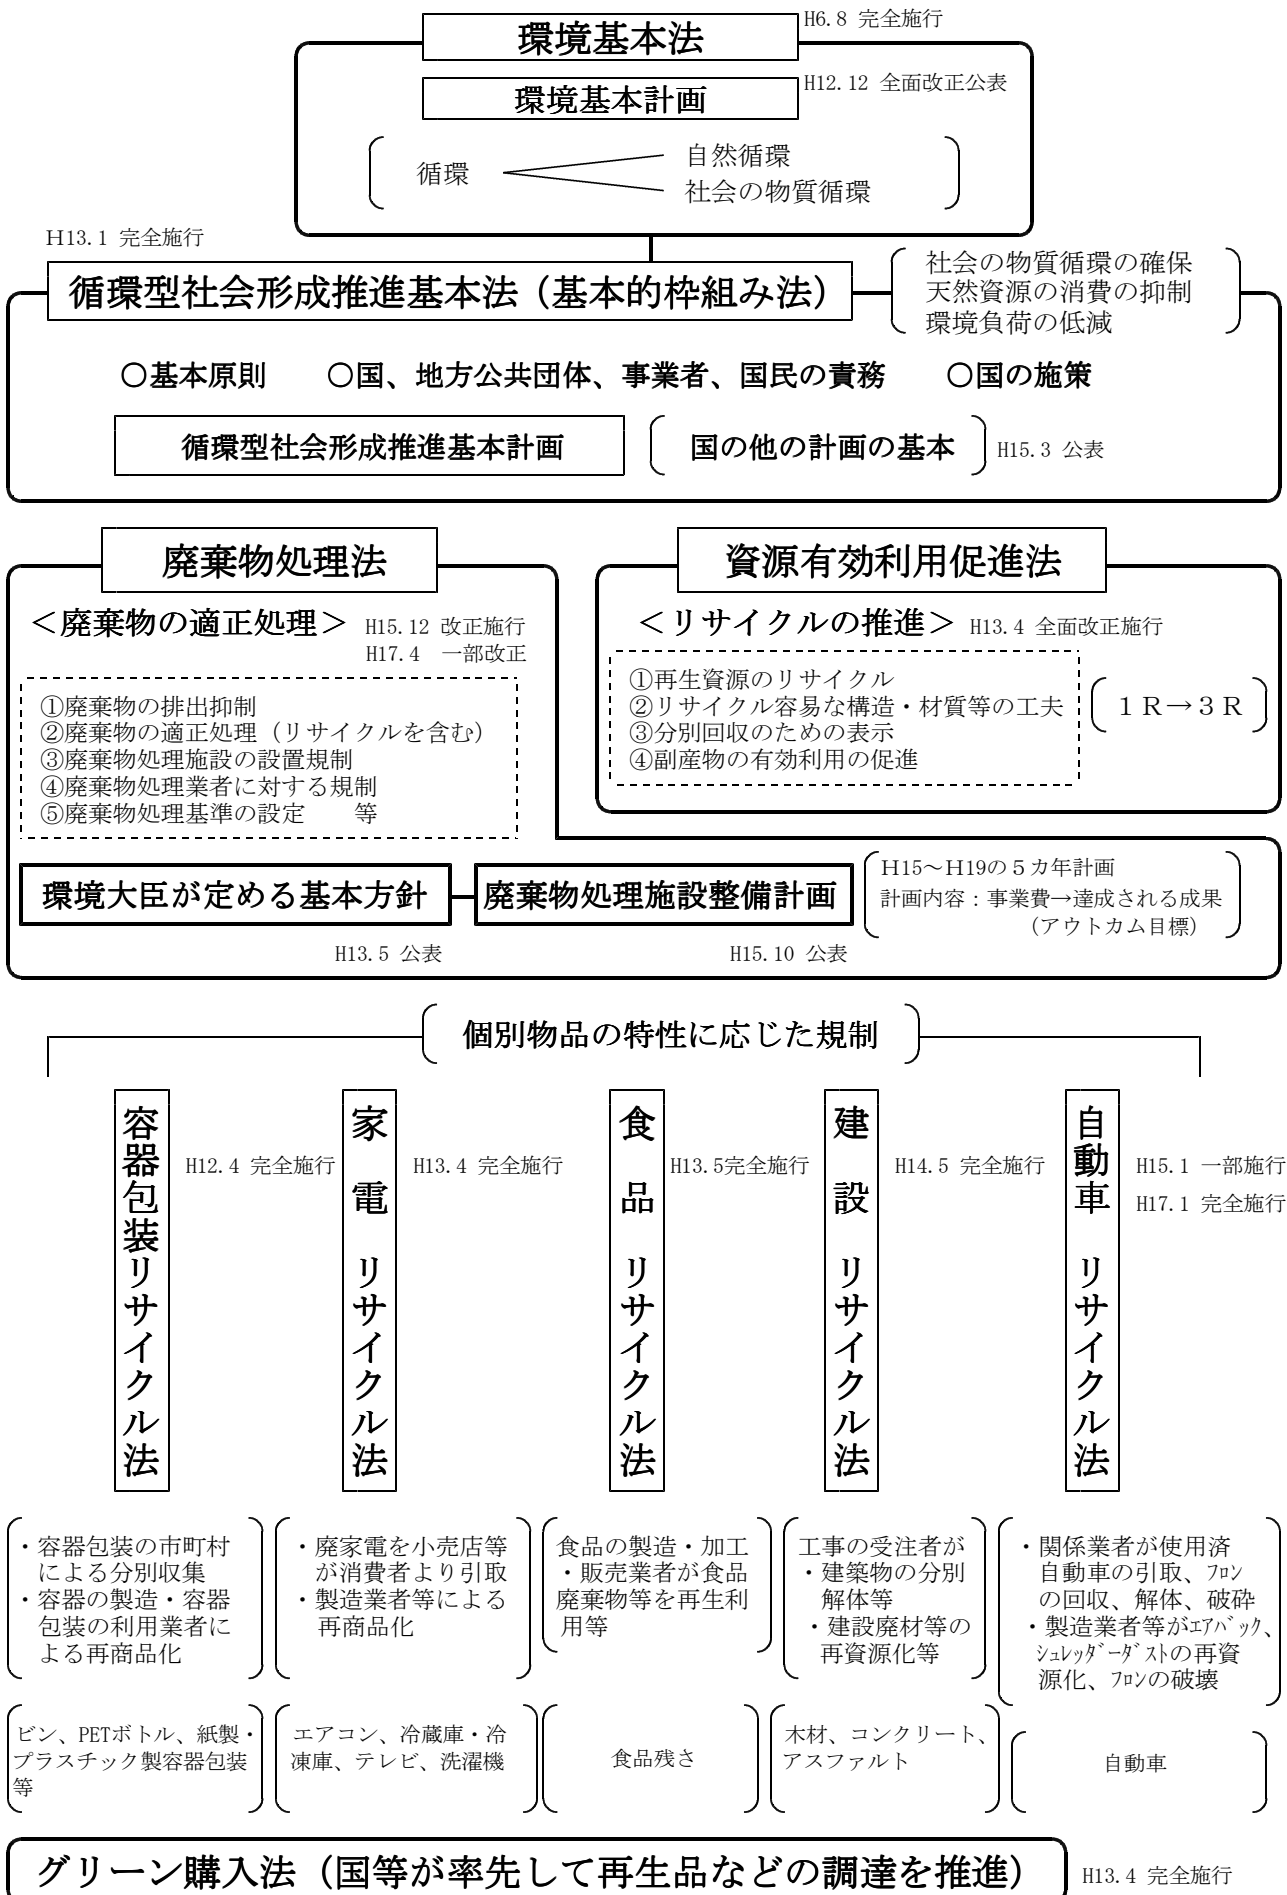 環境基本法
H6.8 完全施行
環境基本計画
H12.12 全面改正公表
循環
自然循環
社会の物質循環
H13.1 完全施行
循環型社会形成推進基本法（基本的枠組み法）
社会の物質循環の確保
天然資源の消費の抑制
環境負荷の低減
○基本原則 ○国、地方公共団体、事業者、国民の責務 ○国の施策
循環型社会形成推進基本計画
国の他の計画の基本
H15.3 公表
廃棄物処理法
＜廃棄物の適正処理＞
H15.12 改正施行
H17.4 一部改正
①廃棄物の排出抑制
②廃棄物の適正処理（リサイクルを含む）
③廃棄物処理施設の設置規制
④廃棄物処理業者に対する規制
⑤廃棄物処理基準の設定 等
資源有効利用促進法
＜リサイクルの推進＞
H13.4 全面改正施行
①再生資源のリサイクル
②リサイクル容易な構造・材質等の工夫
③分別回収のための表示
④副産物の有効利用の促進
１Ｒ→３Ｒ
環境大臣が定める基本方針
H13.5 公表
廃棄物処理施設整備計画
H15.10 公表
H15～H19の５カ年計画
計画内容：事業費→達成される成果
（アウトカム目標）
個別物品の特性に応じた規制
容器包装リサイクル法
H12.4 完全施行
家電リサイクル法
H13.4 完全施行
食品リサイクル法
H13.5完全施行
建設リサイクル法
H14.5 完全施行
自動車リサイクル法
H15.1 一部施行
H17.1 完全施行
・容器包装の市町村
による分別収集
・容器の製造・容器
包装の利用業者に
よる再商品化
・廃家電を小売店等
が消費者より引取
・製造業者等による
再商品化
食品の製造・加工
・販売業者が食品
廃棄物等を再生利
用等
工事の受注者が
・建築物の分別
解体等
・建設廃材等の
再資源化等
・関係業者が使用済
自動車の引取、ﾌﾛﾝ
の回収、解体、破砕
・製造業者等がｴｱﾊﾞｯｸ、
ｼｭﾚｯﾀﾞｰﾀﾞｽﾄの再資
源化、ﾌﾛﾝの破壊
ビン、PETボトル、紙製・
プラスチック製容器包装
等
エアコン、冷蔵庫・冷
凍庫、テレビ、洗濯機
食品残さ
木材、コンクリート、
アスファルト
自動車
グリーン購入法（国等が率先して再生品などの調達を推進）
H13.4 完全施行